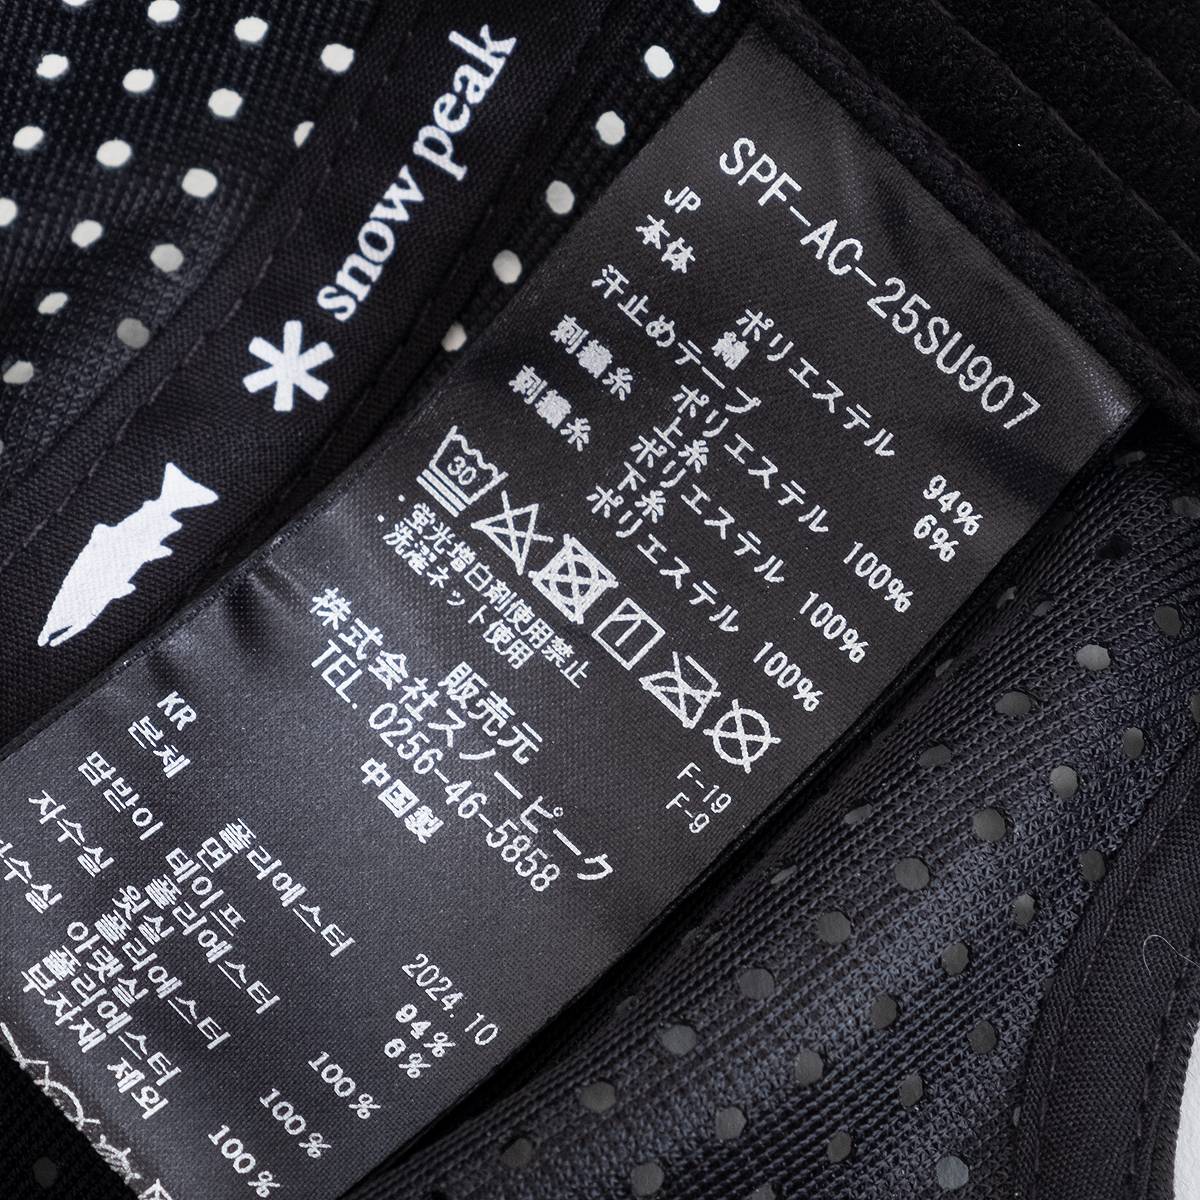 snow peak
SPF-AC-25SU907
JP
本体 ポリエステル 94%
綿 6%
汗止めテープ
ポリエステル 100%
刺繍糸 上糸
ポリエステル 100%
刺繍糸 下糸
ポリエステル 100%
30
・蛍光増白剤使用禁止
・洗濯ネット使用
F-19
F-9
販売元
株式会社スノーピーク
TEL. 0256-46-5858
中国製
2024.10
KR
본체 폴리에스터 94%
면 6%
땀받이 테이프
폴리에스터 100%
자수실 윗실
폴리에스터 100%
자수실 아랫실
폴리에스터 100%
부자재 제외